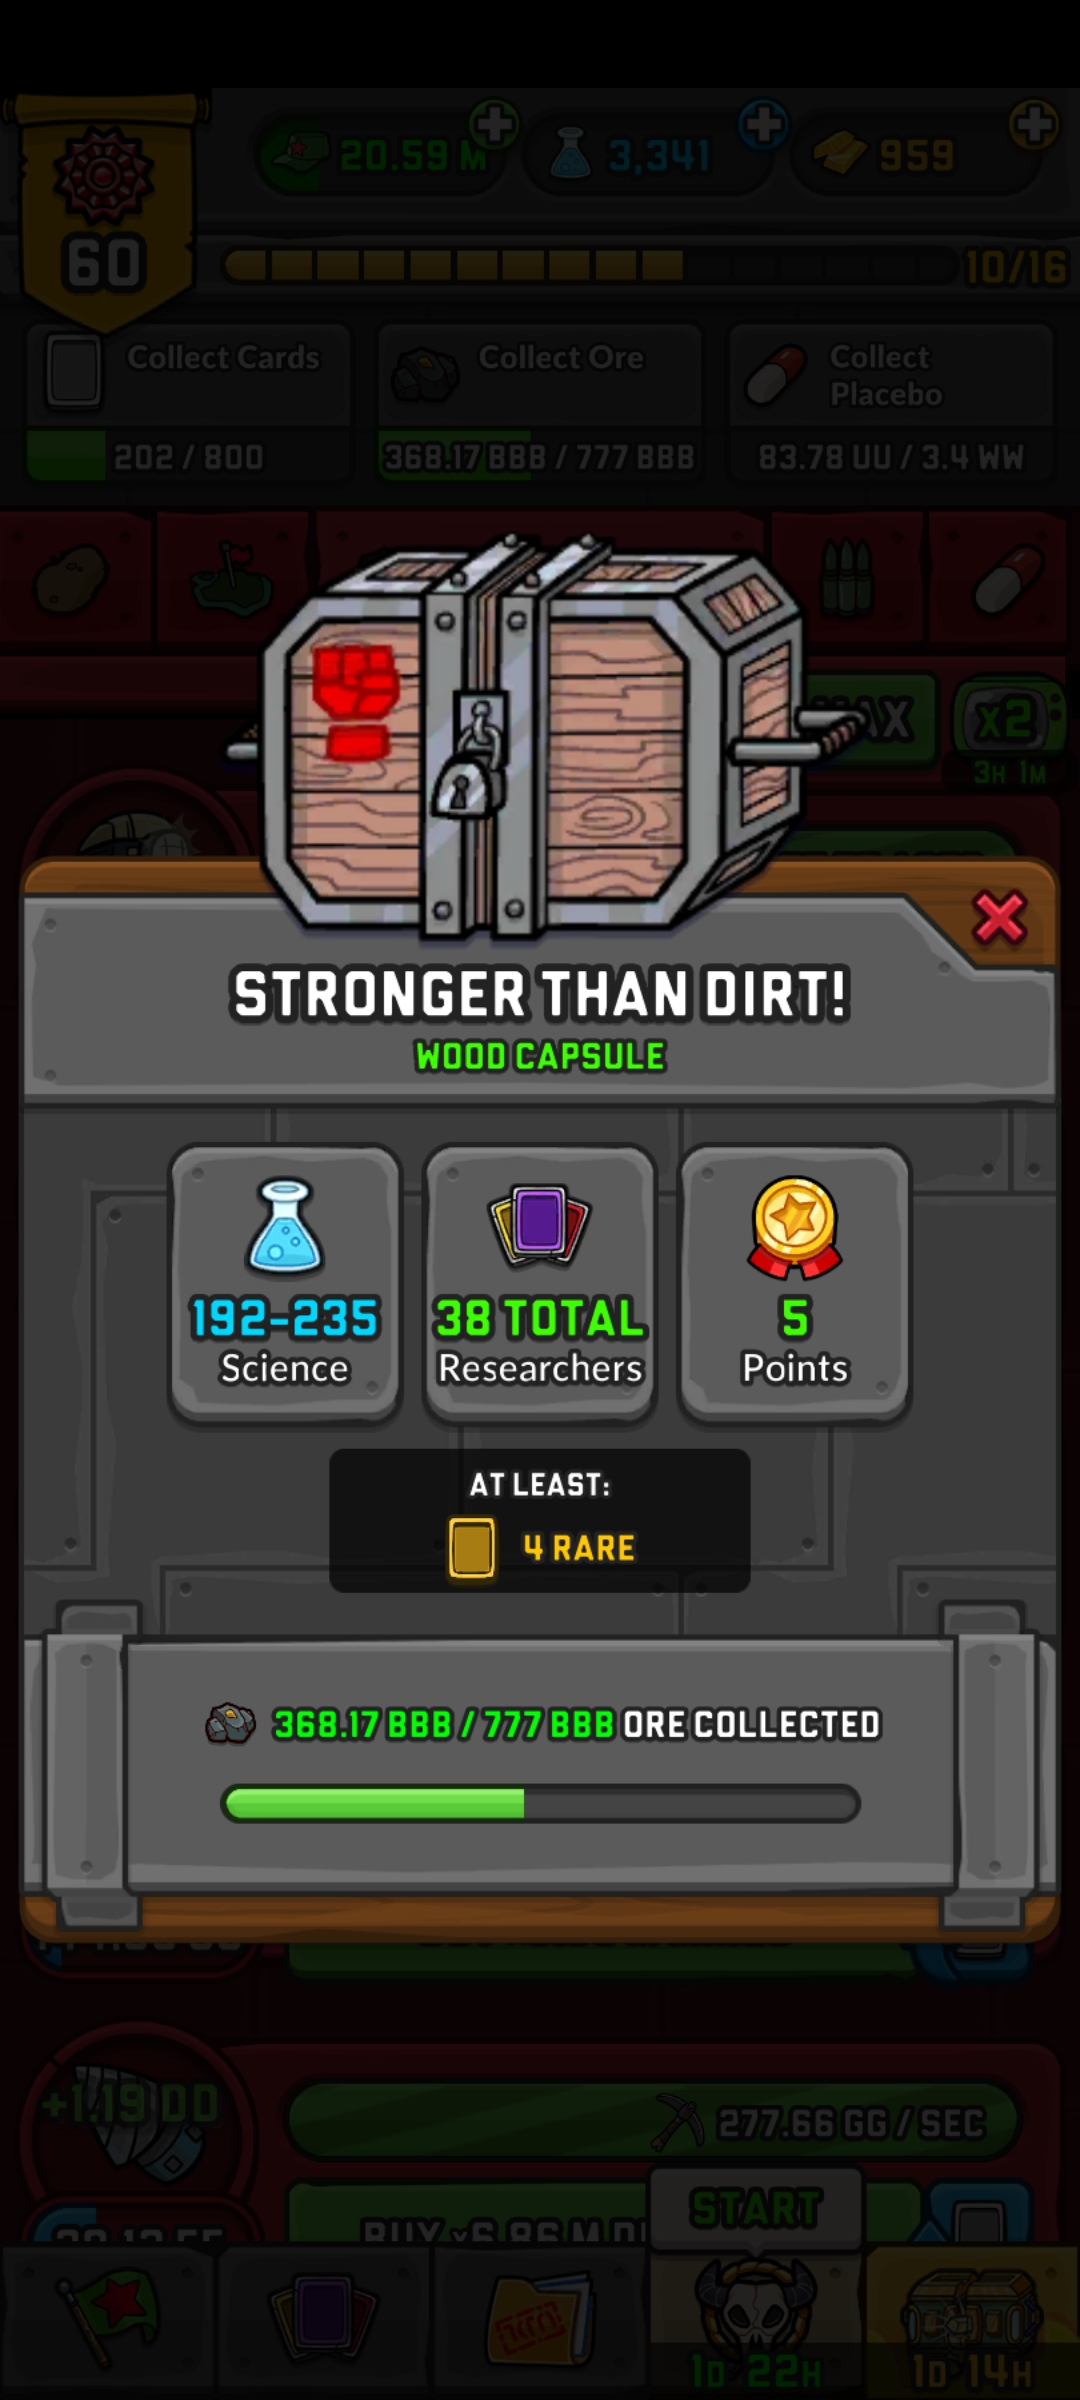 20.59 M
3,341
959
60
10/16
Collect Cards
Collect Ore
Collect
Placebo
202 / 800
368.17 BBB / 777 BBB
83.78 UU / 3.4 WW
x2
3H 1M
STRONGER THAN DIRT!
WOOD CAPSULE
192-235
Science
38 TOTAL
Researchers
5
Points
AT LEAST:
4 RARE
368.17 BBB / 777 BBB ORE COLLECTED
+1.19 DD
277.66 GG / SEC
START
BUY x6.86 M
1D 22H
1D 14H